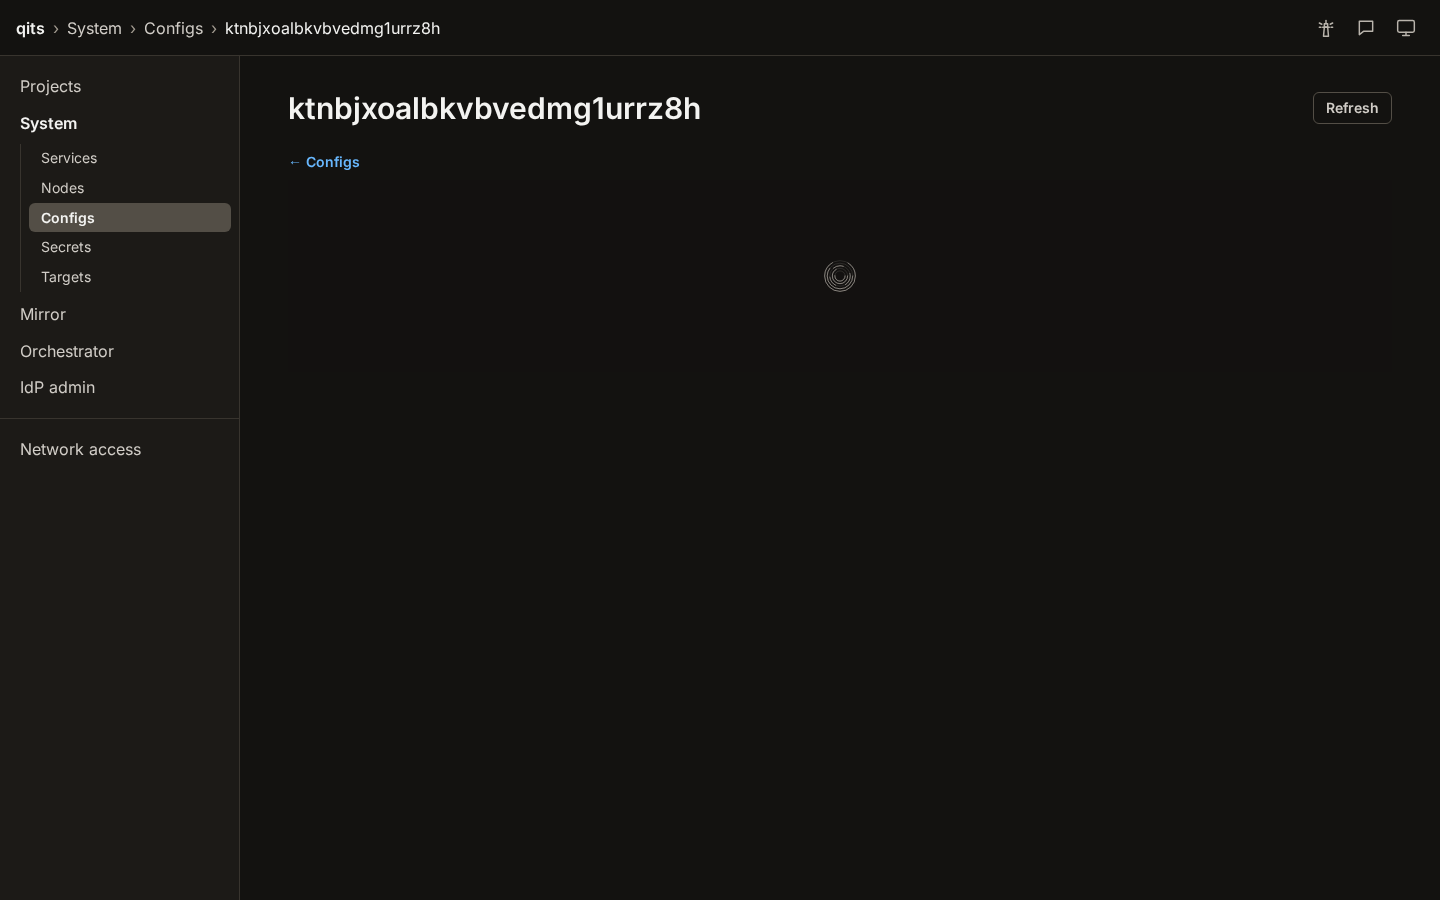 qits › System › Configs › ktnbjxoalbkvbvedmg1urrz8h
Projects
System
Services
Nodes
Configs
Secrets
Targets
Mirror
Orchestrator
IdP admin
Network access
ktnbjxoalbkvbvedmg1urrz8h
Refresh
← Configs